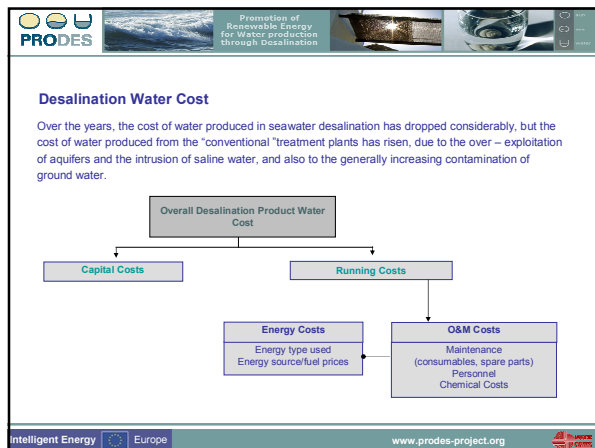 PRODES
Promotion of
Renewable Energy
for Water production
through Desalination
Desalination Water Cost
Over the years, the cost of water produced in seawater desalination has dropped considerably, but the
cost of water produced from the “conventional ”treatment plants has risen, due to the over – exploitation
of aquifers and the intrusion of saline water, and also to the generally increasing contamination of
ground water.
Overall Desalination Product Water
Cost
Capital Costs
Running Costs
Energy Costs
Energy type used
Energy source/fuel prices
O&M Costs
Maintenance
(consumables, spare parts)
Personnel
Chemical Costs
Intelligent Energy Europe
www.prodes-project.org